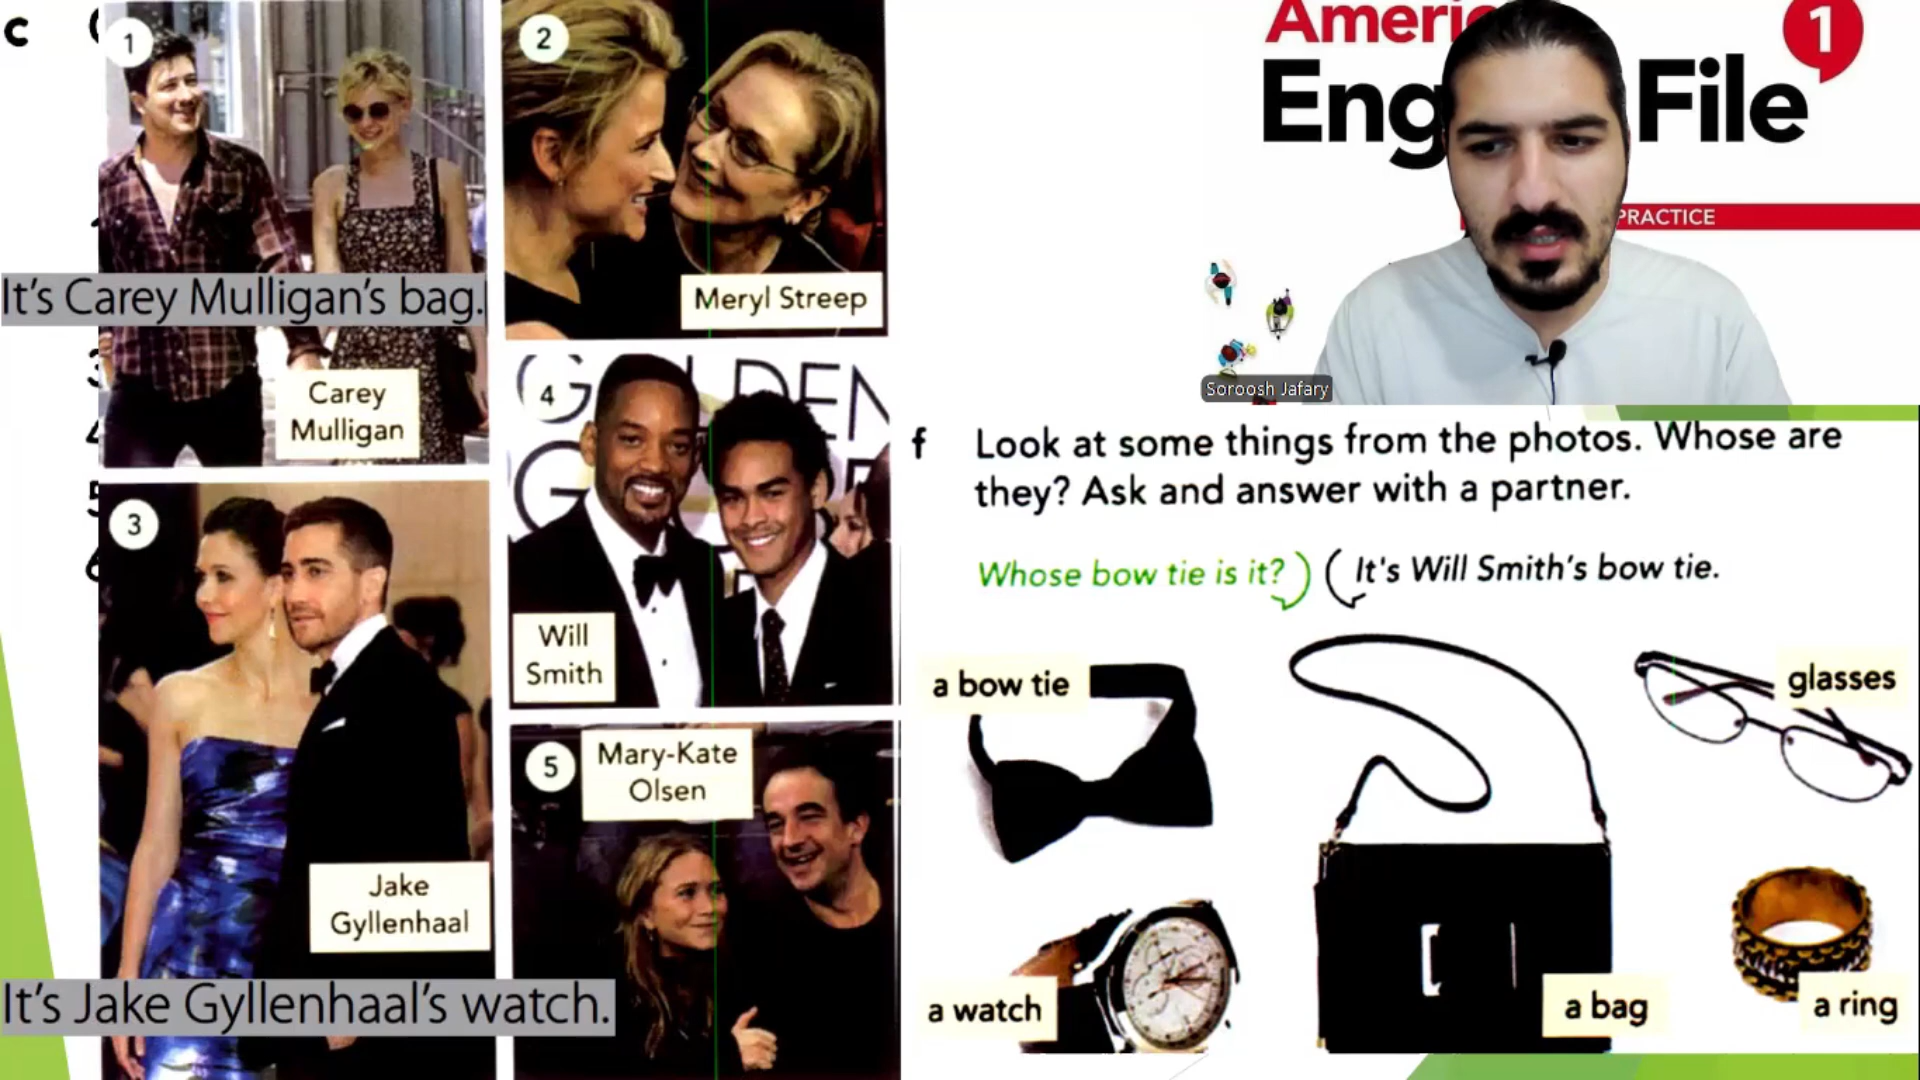 c
1
2
It's Carey Mulligan's bag.
Meryl Streep
Carey
Mulligan
3
4
Will
Smith
Jake
Gyllenhaal
5
Mary-Kate
Olsen
It's Jake Gyllenhaal's watch.
1
File
PRACTICE
Soroosh Jafary
f Look at some things from the photos. Whose are
they? Ask and answer with a partner.
Whose bow tie is it? It's Will Smith's bow tie.
a bow tie
glasses
a watch
a bag
a ring